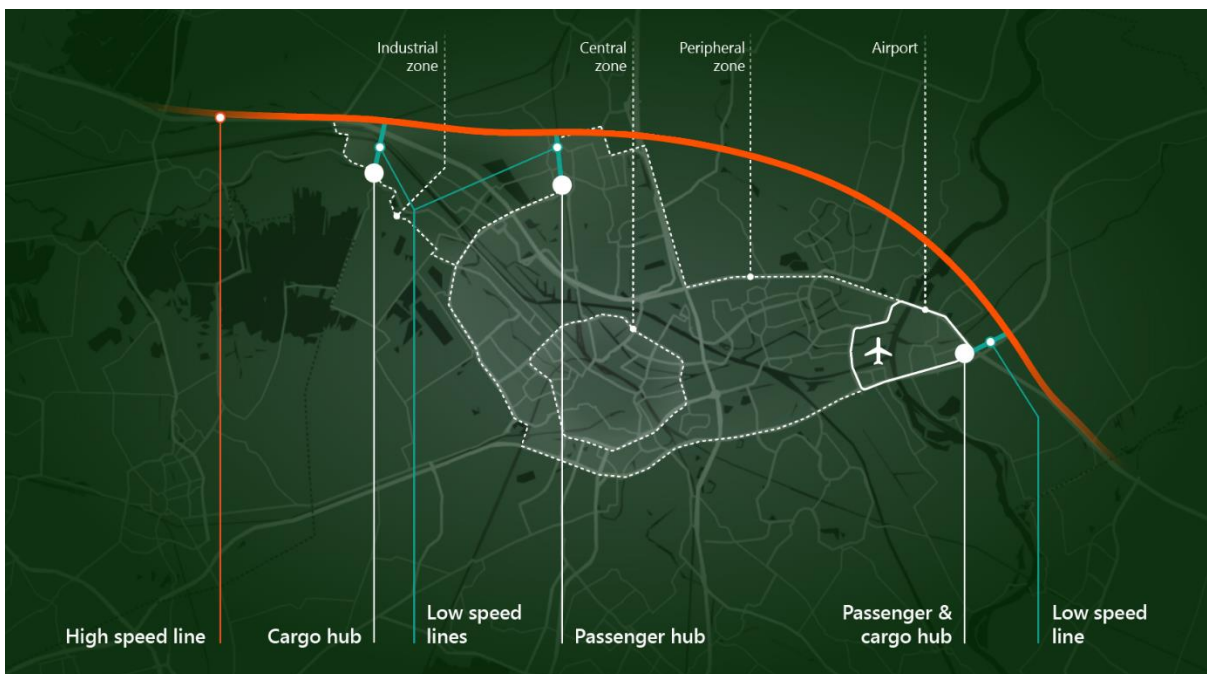 Industrial
zone
Central
zone
Peripheral
zone
Airport
High speed line
Cargo hub
Low speed
lines
Passenger hub
Passenger &
cargo hub
Low speed
line